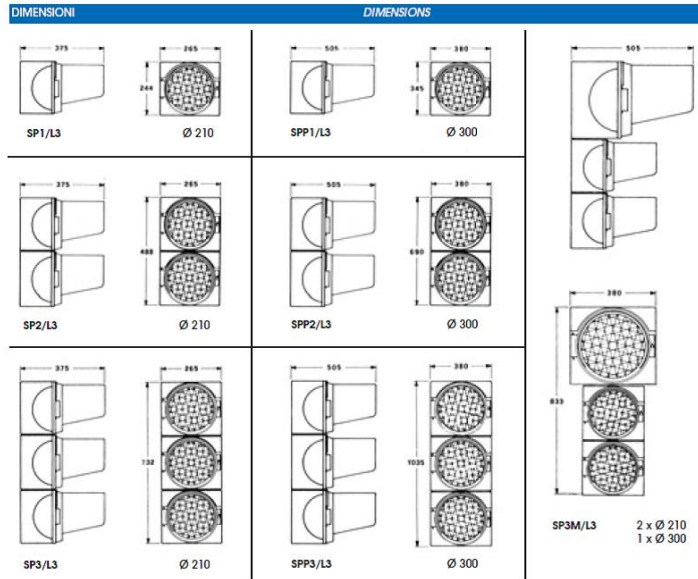 DIMENSIONI DIMENSIONS
375 265
244
SP1/L3 Ø 210
505 380
345
SPP1/L3 Ø 300
375 265
488
SP2/L3 Ø 210
505 380
690
SPP2/L3 Ø 300
375 265
732
SP3/L3 Ø 210
505 380
1035
SPP3/L3 Ø 300
505
380
833
SP3M/L3 2 x Ø 210
1 x Ø 300